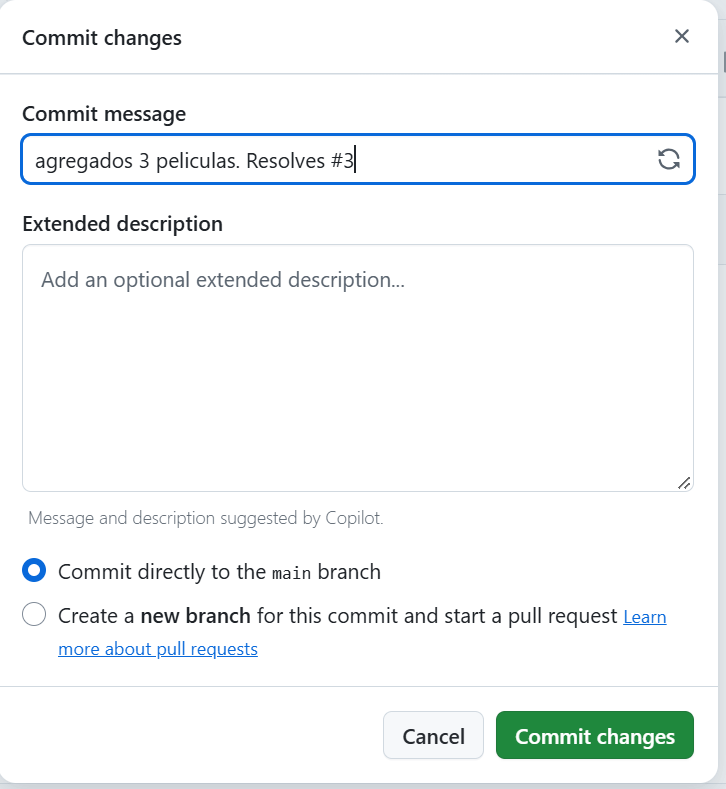 Commit changes
Commit message
agregados 3 peliculas. Resolves #3
Extended description
Add an optional extended description...
Message and description suggested by Copilot.
Commit directly to the main branch
Create a new branch for this commit and start a pull request Learn
more about pull requests
Cancel
Commit changes